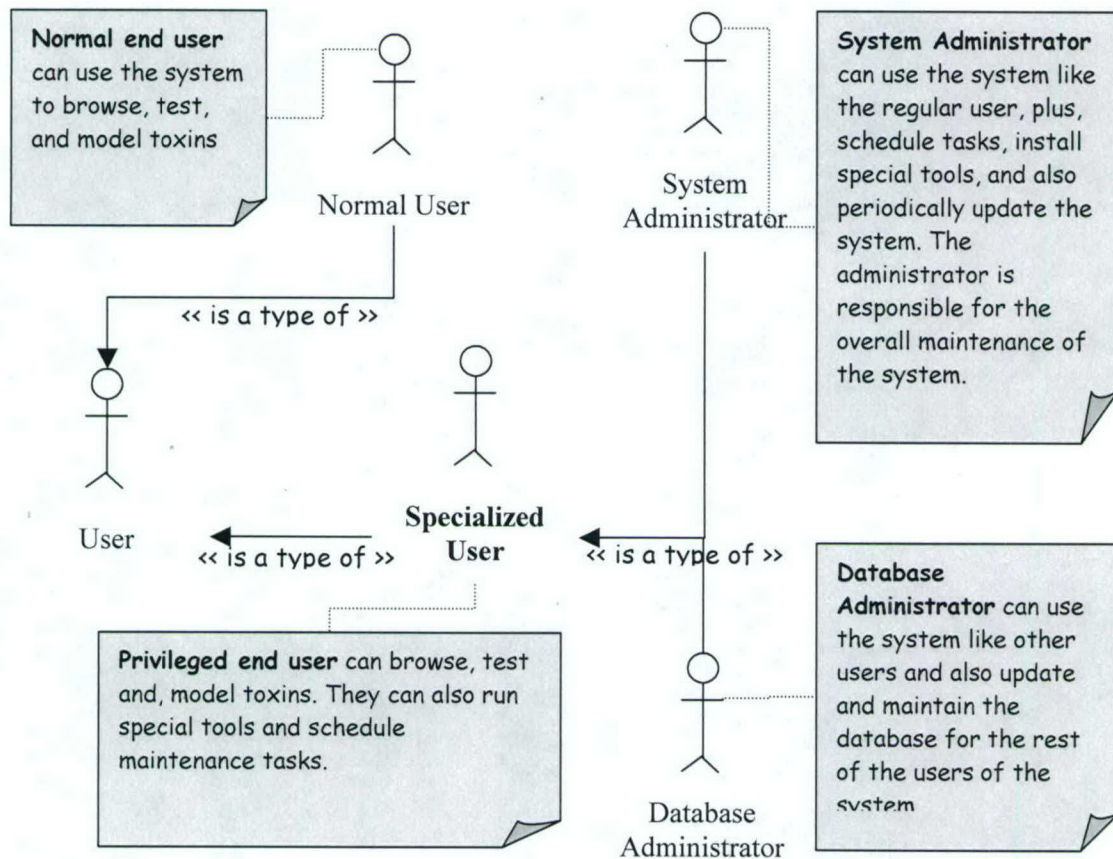 Normal end user
can use the system
to browse, test,
and model toxins
Normal User
System
Administrator
System Administrator
can use the system like
the regular user, plus,
schedule tasks, install
special tools, and also
periodically update the
system. The
administrator is
responsible for the
overall maintenance of
the system.
<< is a type of >>
User
<< is a type of >>
Specialized
User
<< is a type of >>
Privileged end user can browse, test
and, model toxins. They can also run
special tools and schedule
maintenance tasks.
Database
Administrator
Database
Administrator can use
the system like other
users and also update
and maintain the
database for the rest
of the users of the
system